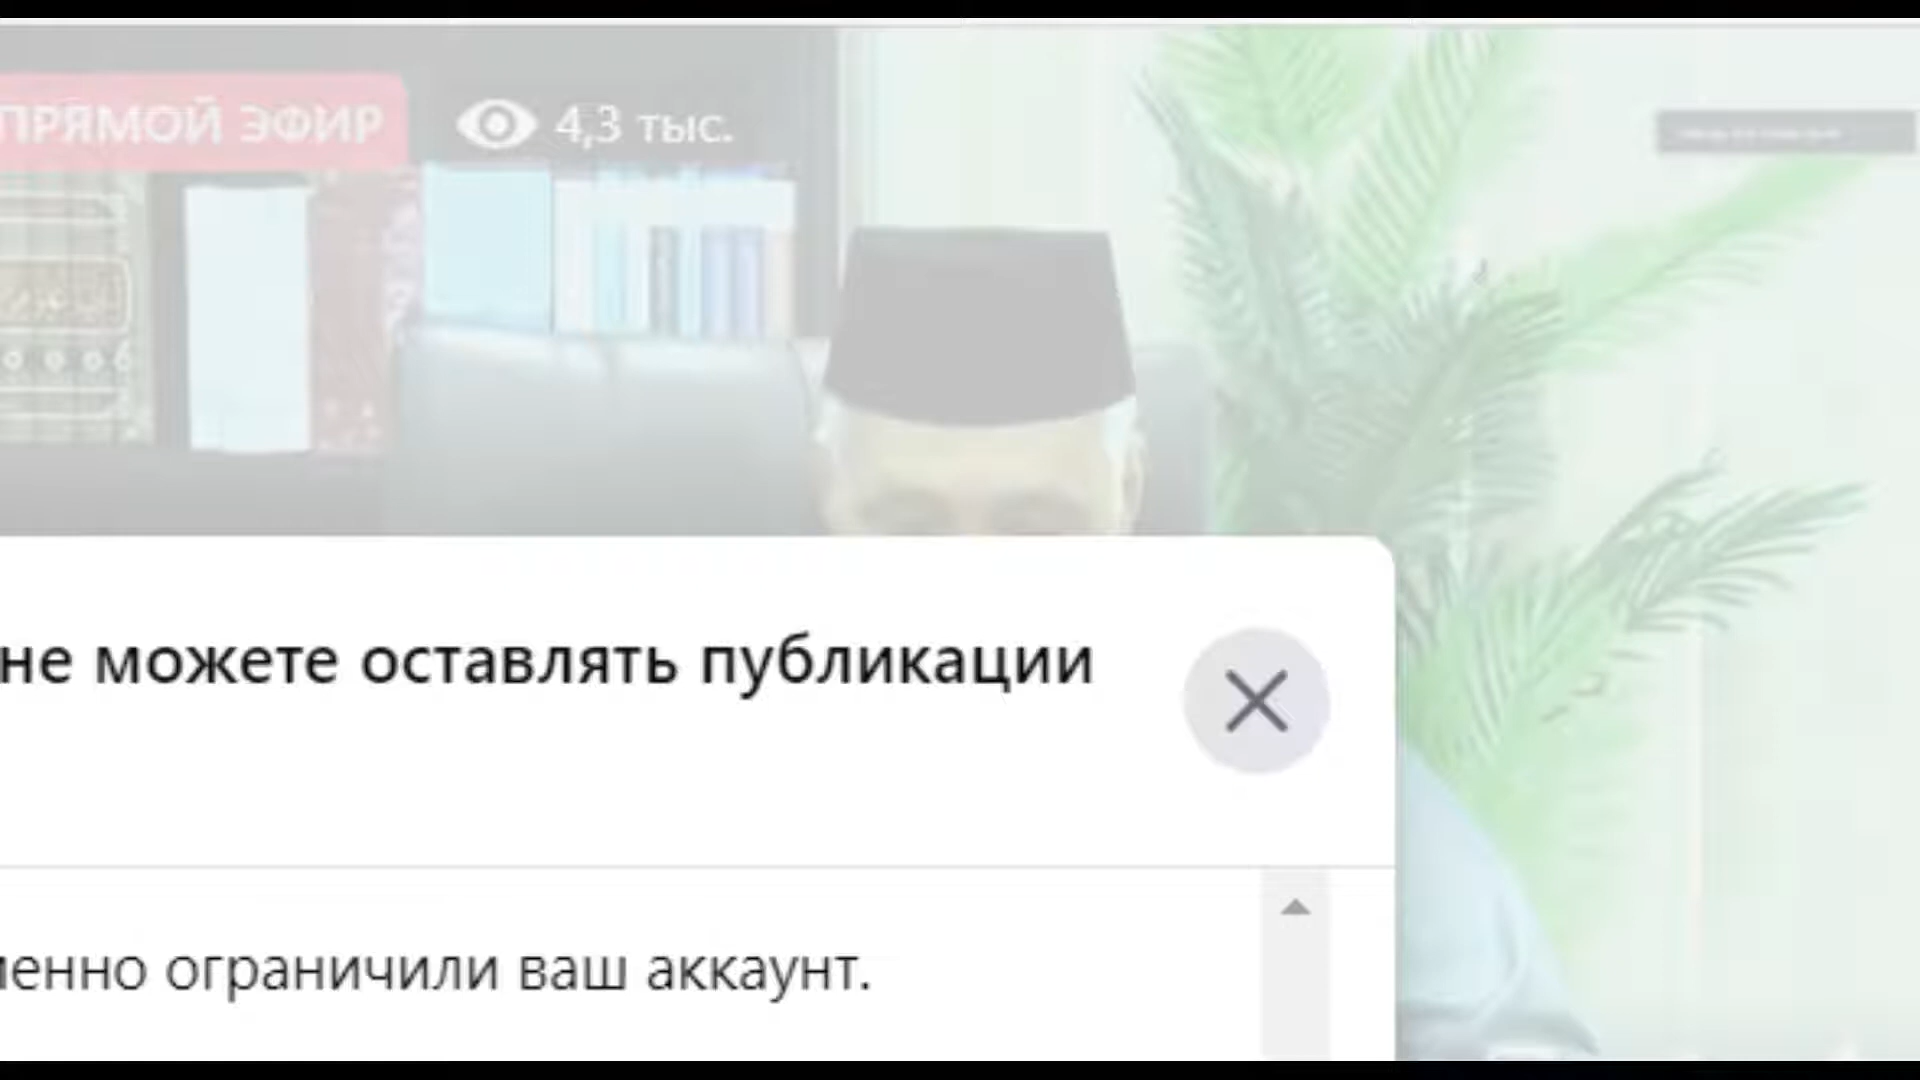 ПРЯМОЙ ЭФИР
4,3 тыс.
не можете оставлять публикации
енно ограничили ваш аккаунт.